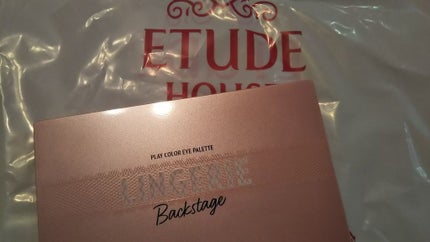 ETUDE
HOUSE
PLAY COLOR EYE PALETTE
LINGERIE
Backstage